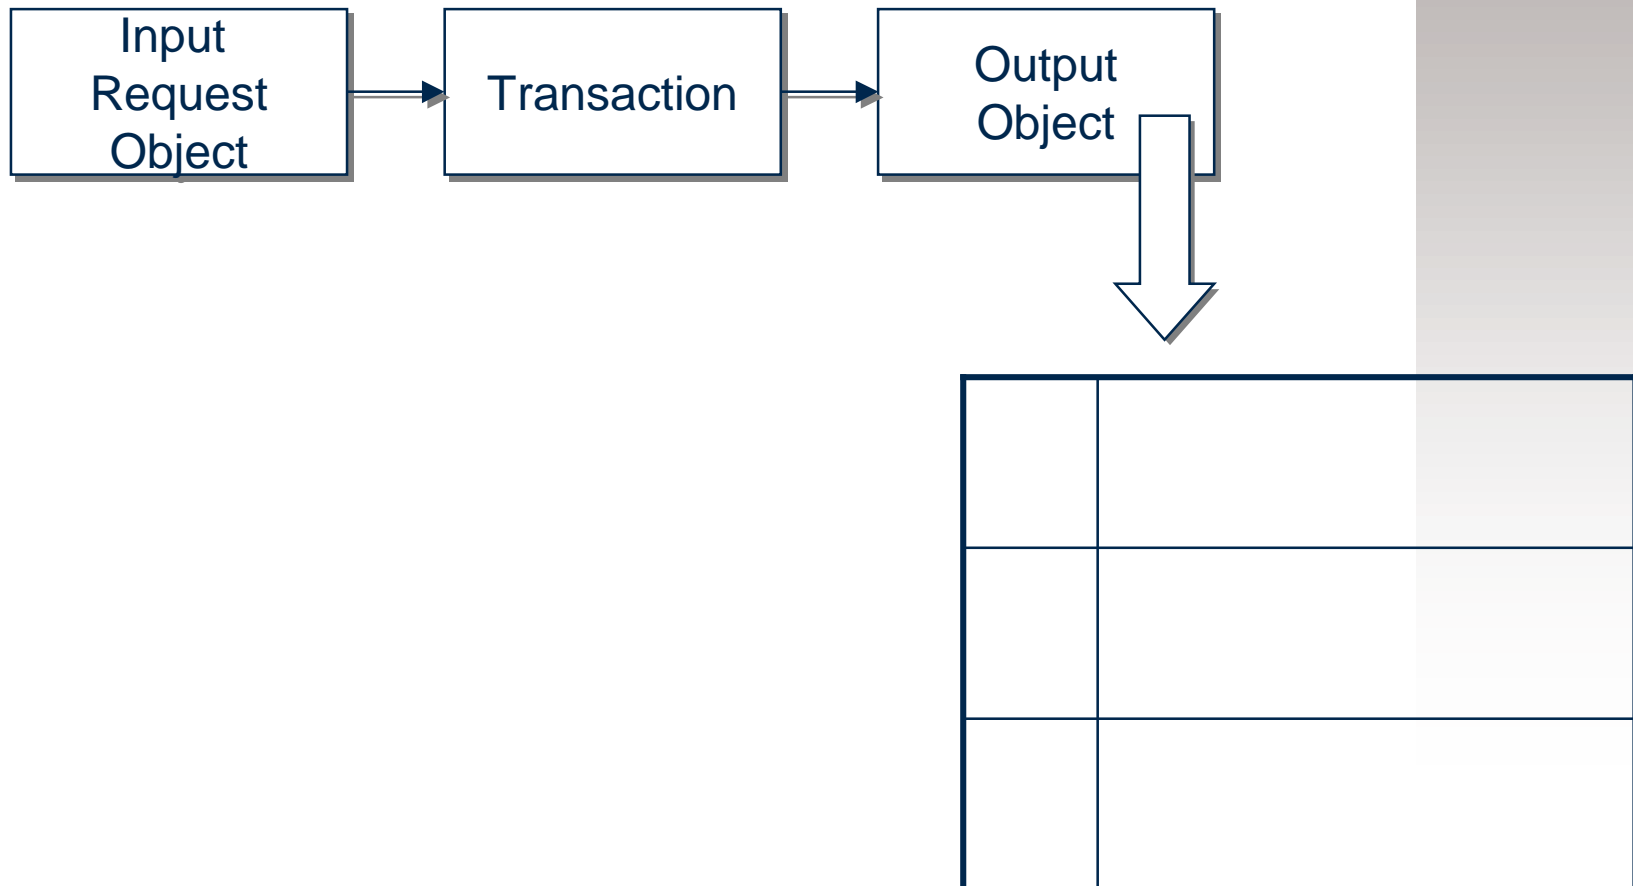 Input
Request
Object
Transaction
Output
Object